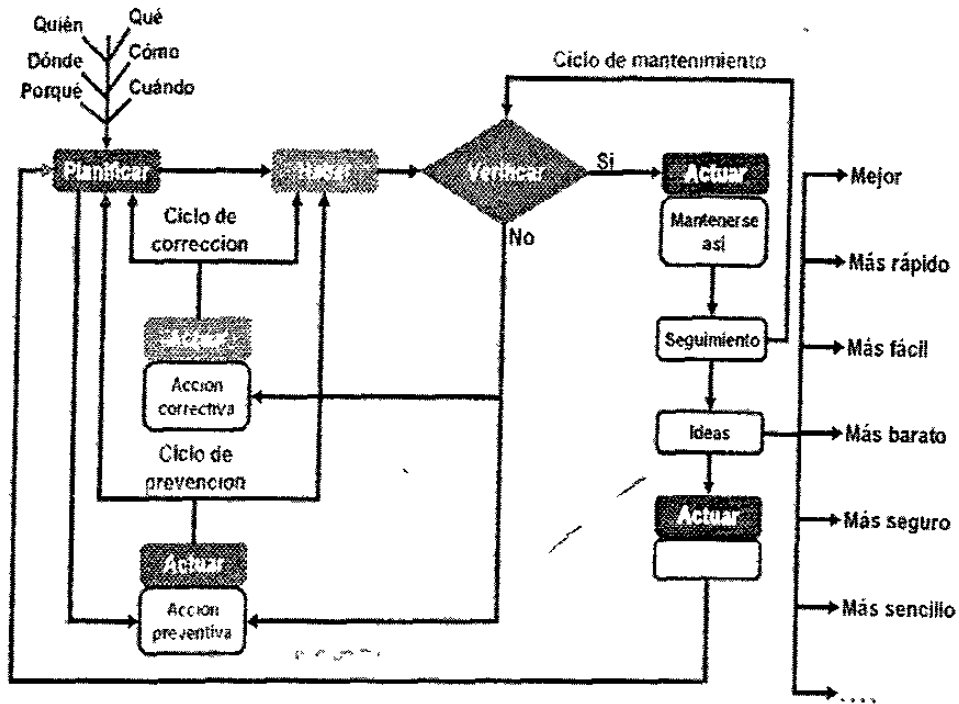 Quién
Qué
Dónde
Cómo
Porqué
Cuándo
Ciclo de mantenimiento
Planificar
Hacer
Verificar
Si
No
Actuar
Mantenerse
asi
Seguimiento
Ideas
Actuar
Mejor
Más rápido
Más fácil
Más barato
Más seguro
Más sencillo
....
Ciclo de
correccion
Actuar
Accion
correctiva
Ciclo de
prevencion
Actuar
Accion
preventiva